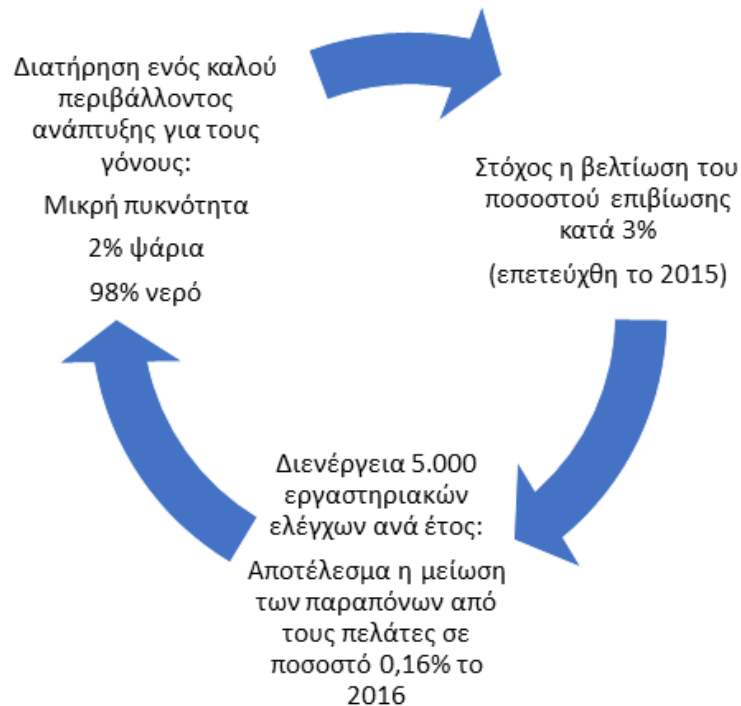 Διατήρηση ενός καλού
περιβάλλοντος
ανάπτυξης για τους
γόνους:
Μικρή πυκνότητα
2% ψάρια
98% νερό
Στόχος η βελτίωση του
ποσοστού επιβίωσης
κατά 3%
(επετεύχθη το 2015)
Διενέργεια 5.000
εργαστηριακών
ελέγχων ανά έτος:
Αποτέλεσμα η μείωση
των παραπόνων από
τους πελάτες σε
ποσοστό 0,16% το
2016